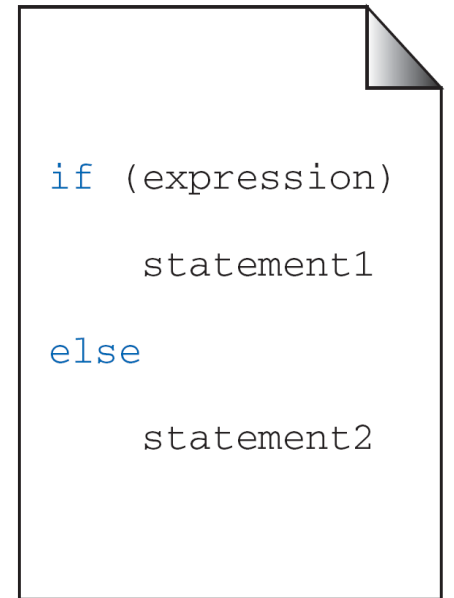 if (expression)
statement1
else
statement2